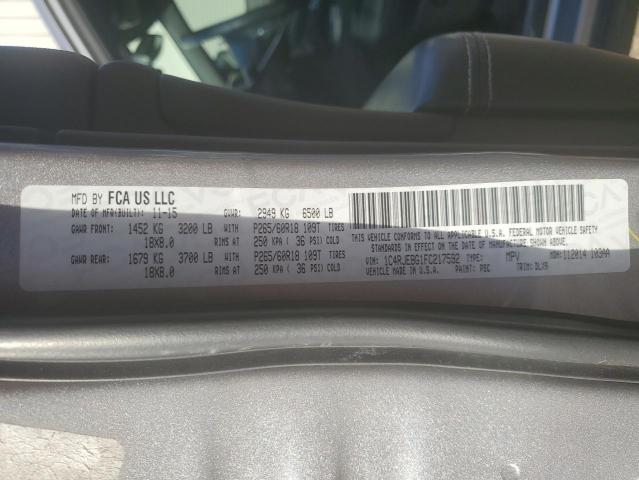 MFD BY FCA US LLC
DATE OF MFR(BUILT): 11-15 GVWR: 2949 KG 6500 LB
GAWR FRONT: 1452 KG 3200 LB WITH P265/60R18 109T TIRES
18X8.0 RIMS AT 250 KPA ( 36 PSI) COLD
GAWR REAR: 1679 KG 3700 LB WITH P265/60R18 109T TIRES
18X8.0 RIMS AT 250 KPA ( 36 PSI) COLD
THIS VEHICLE CONFORMS TO ALL APPLICABLE U.S.A. FEDERAL MOTOR VEHICLE SAFETY
STANDARDS IN EFFECT ON THE DATE OF MANUFACTURE SHOWN ABOVE.
VIN: 1C4RJEBG1FC217592 TYPE: MPV MDH: 112014 103AA
VEHICLE MADE IN U.S.A. PAINT: PSC TRIM: DLX9